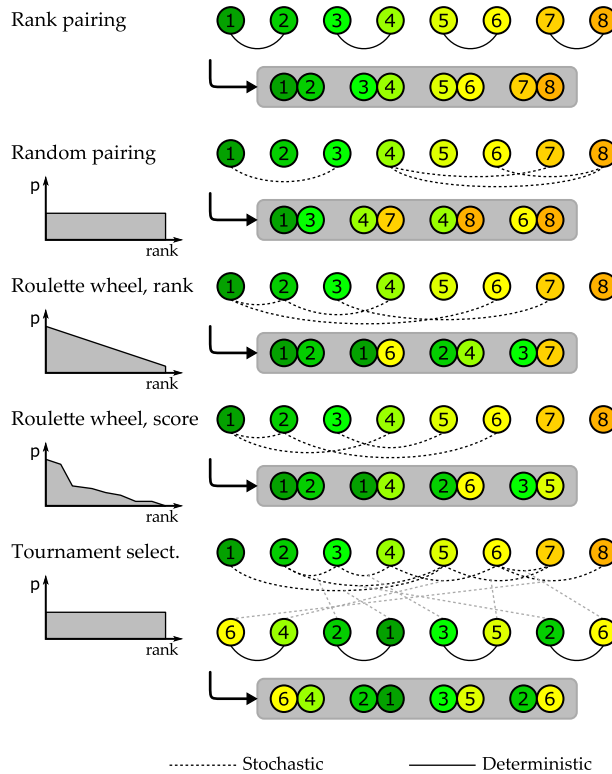 Rank pairing
1 2 3 4 5 6 7 8
1 2 3 4 5 6 7 8
Random pairing
1 2 3 4 5 6 7 8
p
rank
1 3 4 7 4 8 6 8
Roulette wheel, rank
1 2 3 4 5 6 7 8
p
rank
1 2 1 6 2 4 3 7
Roulette wheel, score
1 2 3 4 5 6 7 8
p
rank
1 2 1 4 2 6 3 5
Tournament select.
1 2 3 4 5 6 7 8
p
rank
6 4 2 1 3 5 2 6
6 4 2 1 3 5 2 6
Stochastic Deterministic